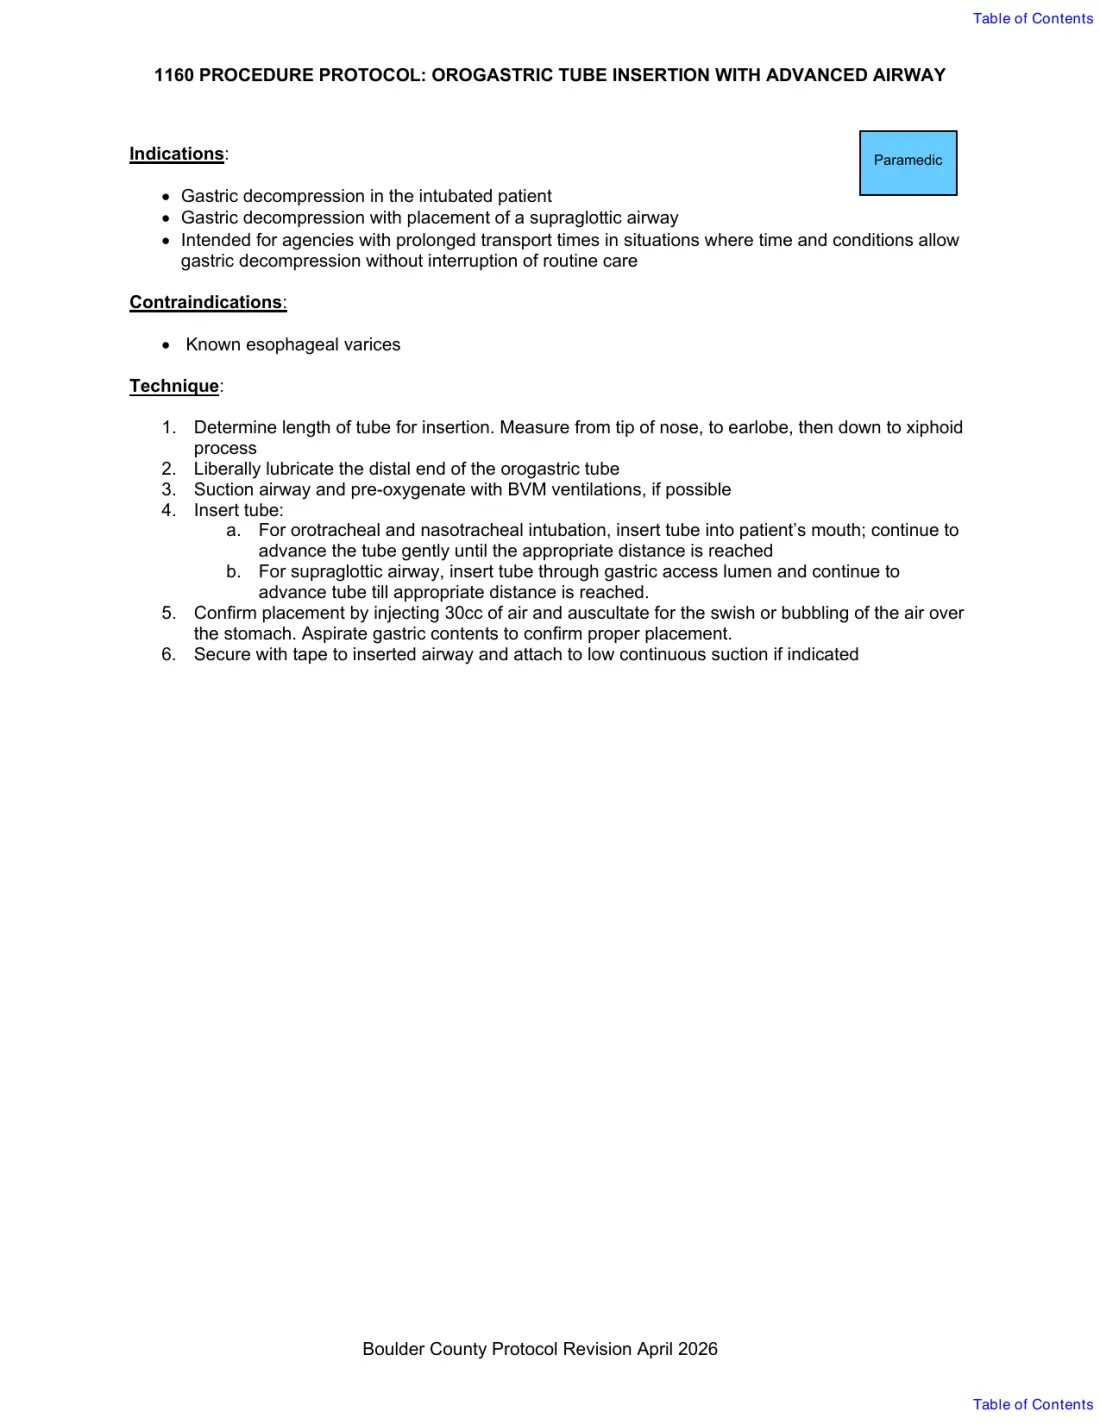 Table of Contents
1160 PROCEDURE PROTOCOL: OROGASTRIC TUBE INSERTION WITH ADVANCED AIRWAY
Indications:
Paramedic
• Gastric decompression in the intubated patient
• Gastric decompression with placement of a supraglottic airway
• Intended for agencies with prolonged transport times in situations where time and conditions allow
gastric decompression without interruption of routine care
Contraindications:
• Known esophageal varices
Technique:
1. Determine length of tube for insertion. Measure from tip of nose, to earlobe, then down to xiphoid
process
2. Liberally lubricate the distal end of the orogastric tube
3. Suction airway and pre-oxygenate with BVM ventilations, if possible
4. Insert tube:
a. For orotracheal and nasotracheal intubation, insert tube into patient’s mouth; continue to
advance the tube gently until the appropriate distance is reached
b. For supraglottic airway, insert tube through gastric access lumen and continue to
advance tube till appropriate distance is reached.
5. Confirm placement by injecting 30cc of air and auscultate for the swish or bubbling of the air over
the stomach. Aspirate gastric contents to confirm proper placement.
6. Secure with tape to inserted airway and attach to low continuous suction if indicated
Boulder County Protocol Revision April 2026
Table of Contents